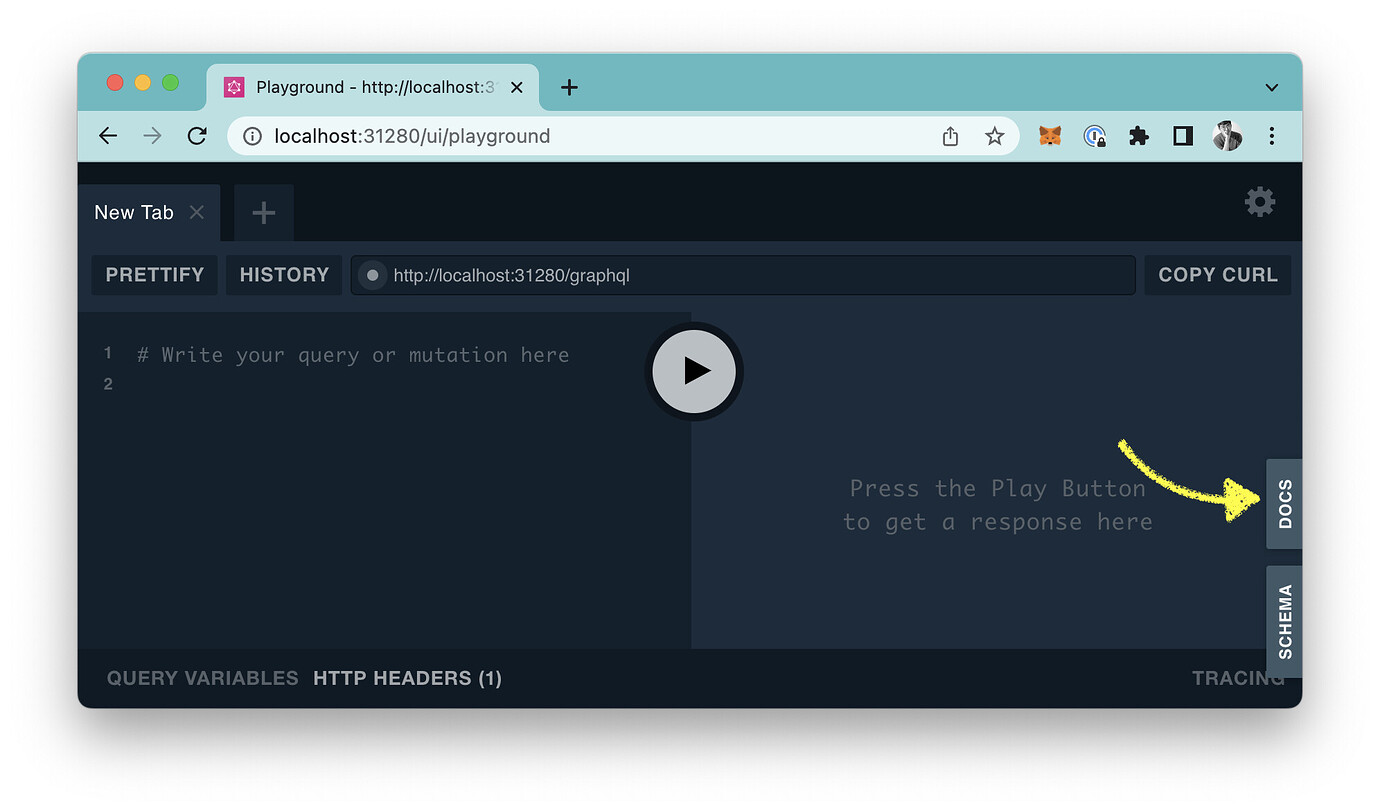 Playground - http://localhost:3
localhost:31280/ui/playground
New Tab
PRETTIFY
HISTORY
http://localhost:31280/graphql
COPY CURL
1 # Write your query or mutation here
2
Press the Play Button
to get a response here
DOCS
SCHEMA
QUERY VARIABLES
HTTP HEADERS (1)
TRACING